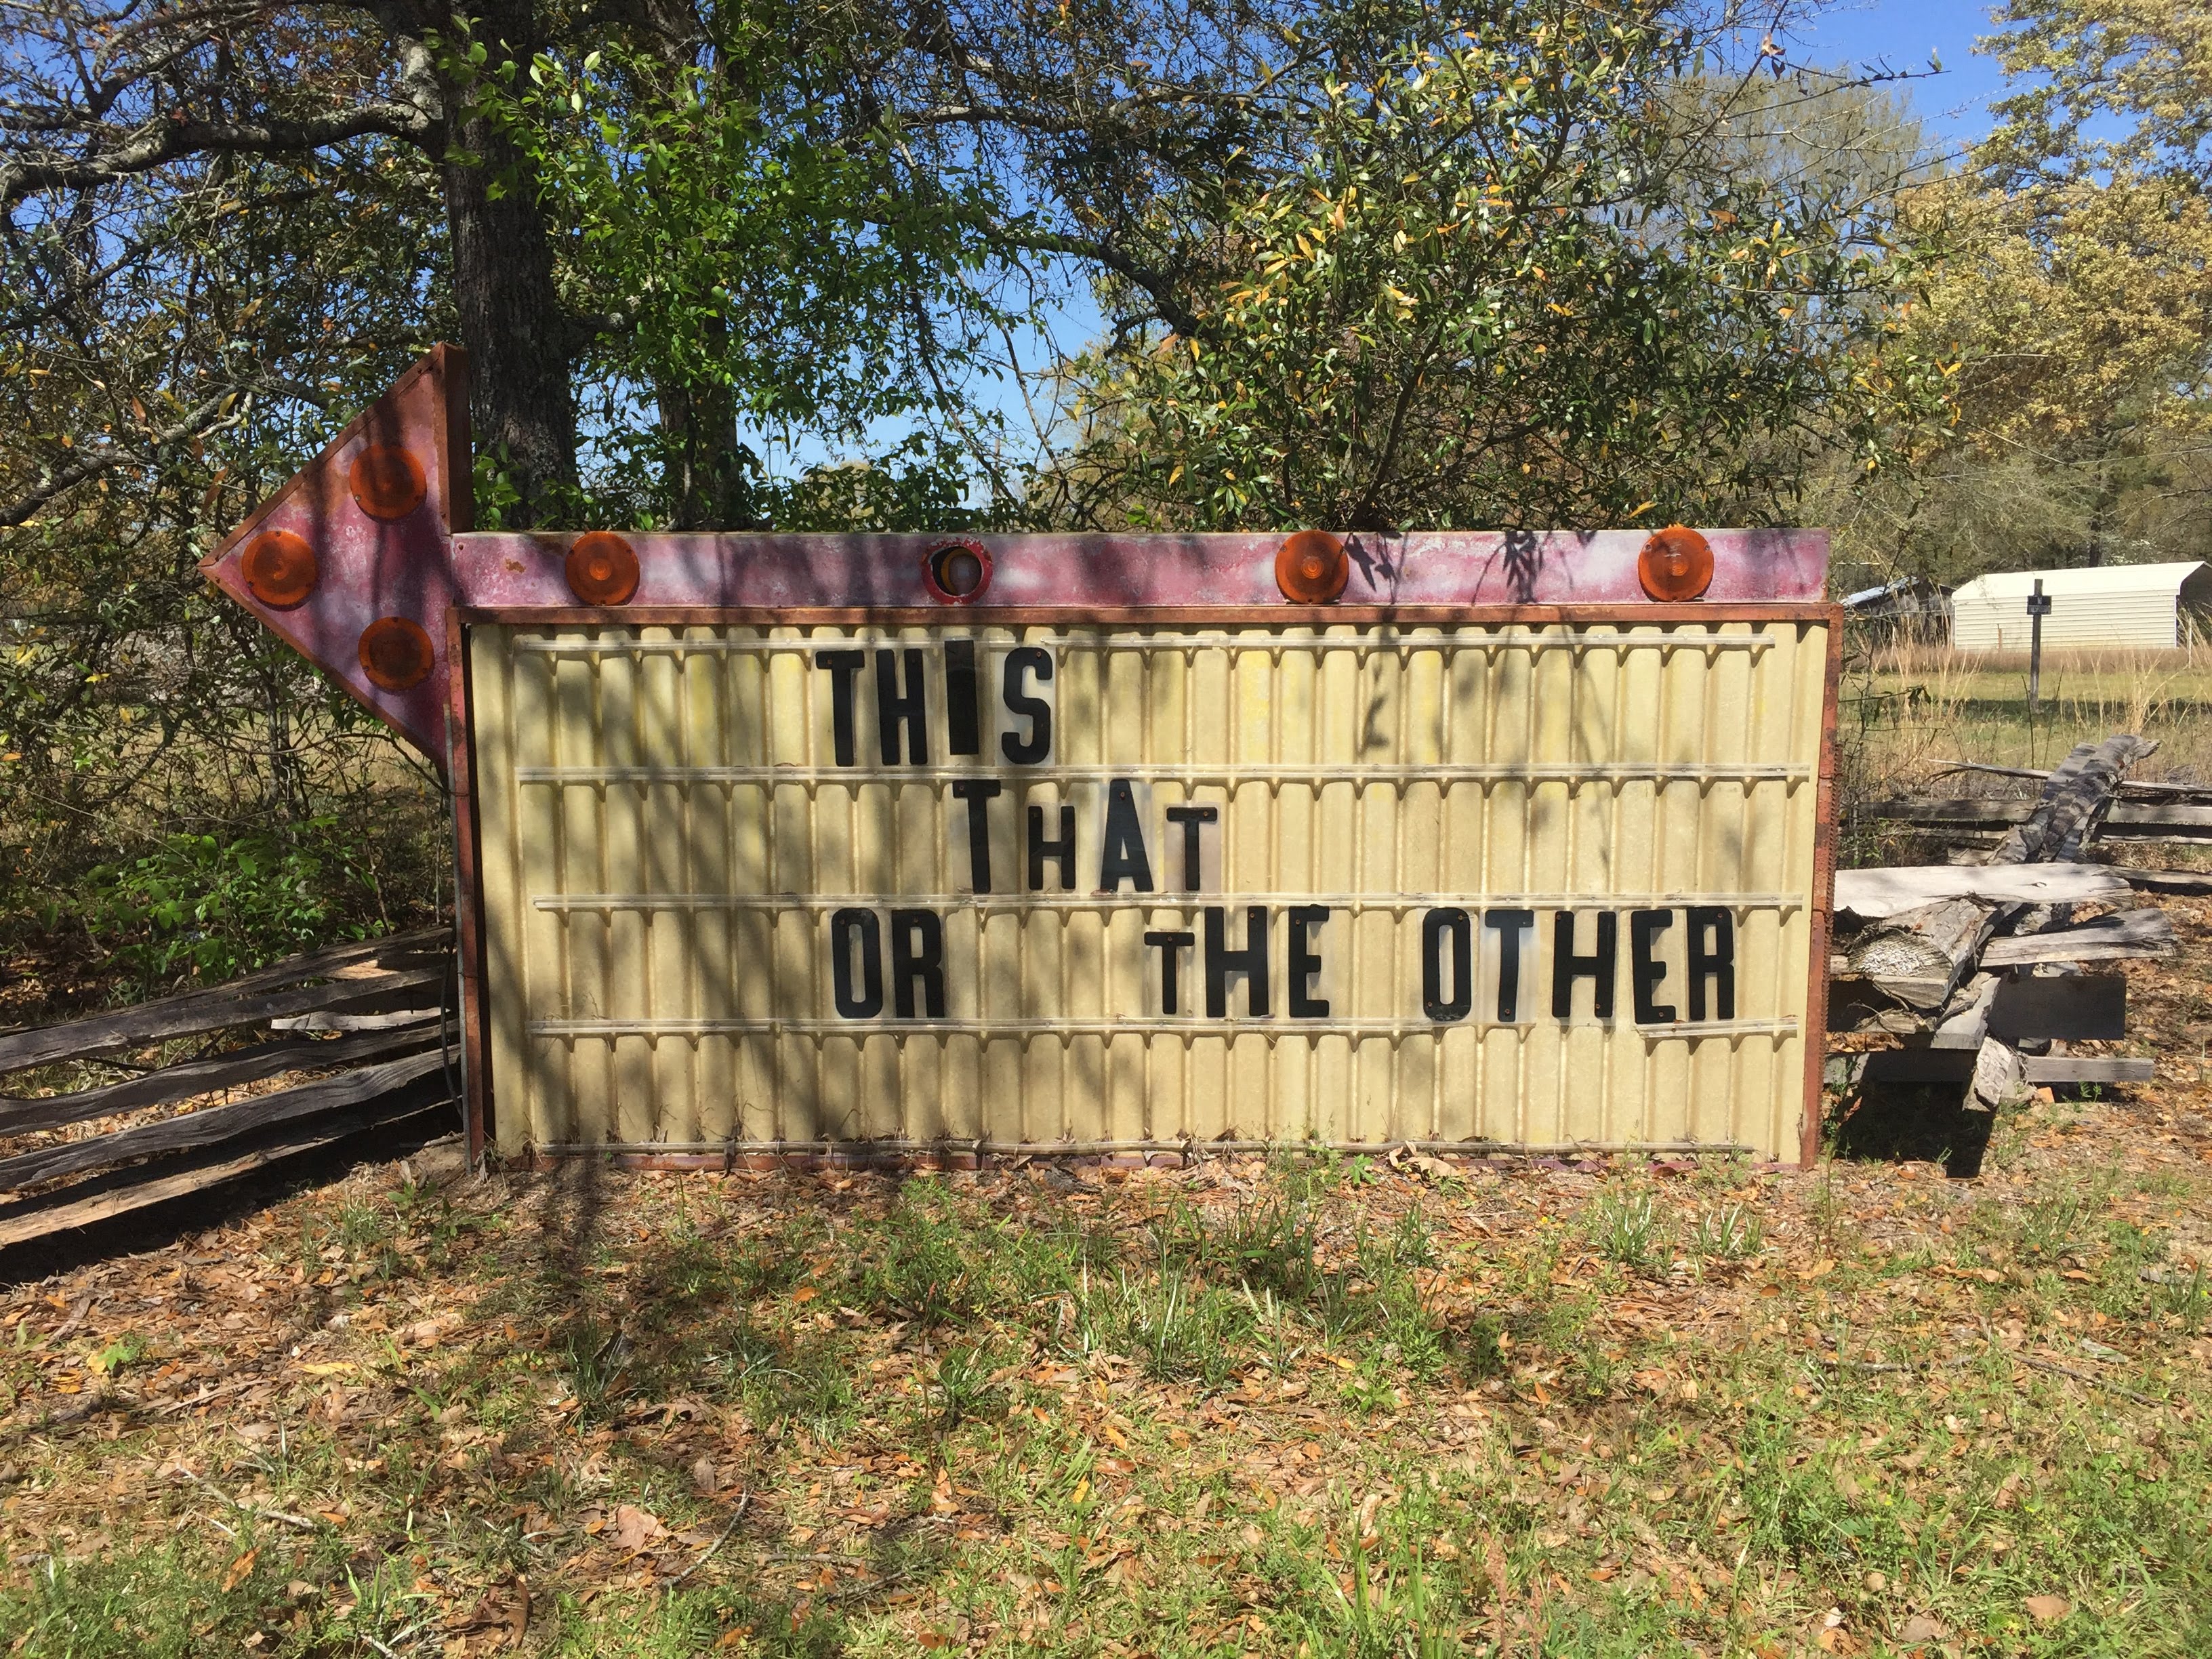 THIS
THAT
OR THE OTHER